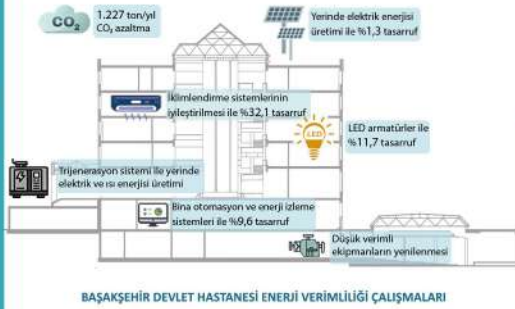 CO₂
1.227 ton/yıl
CO₂ azaltma
Yerinde elektrik enerjisi
üretimi ile %1,3 tasarruf
İklimlendirme sistemlerinin
iyileştirilmesi ile %32,1 tasarruf
LED
LED armatürler ile
%11,7 tasarruf
Trijenerasyon sistemi ile yerinde
elektrik ve ısı enerjisi üretimi
Bina otomasyon ve enerji izleme
sistemleri ile %9,6 tasarruf
Düşük verimli
ekipmanların yenilenmesi
BAŞAKŞEHİR DEVLET HASTANESİ ENERJİ VERİMLİLİĞİ ÇALIŞMALARI